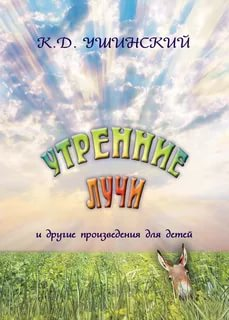 К.Д. УШИНСКИЙ
УТРЕННИЕ
ЛУЧИ
и другие произведения для детей